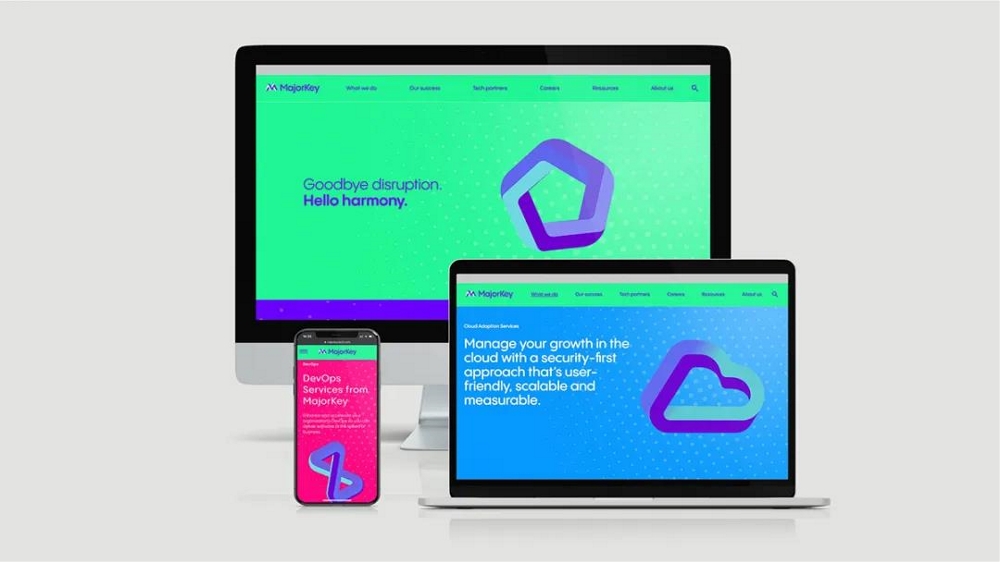 MajorKey What we do Our success Tech partners Careers Resources About us
Goodbye disruption.
Hello harmony.
MajorKey What we do Our success Tech partners Careers Resources About us
Cloud Adoption Services
Manage your growth in the
cloud with a security-first
approach that's user-
friendly, scalable and
measurable.
MajorKey
DevOps
DevOps
Services from
MajorKey